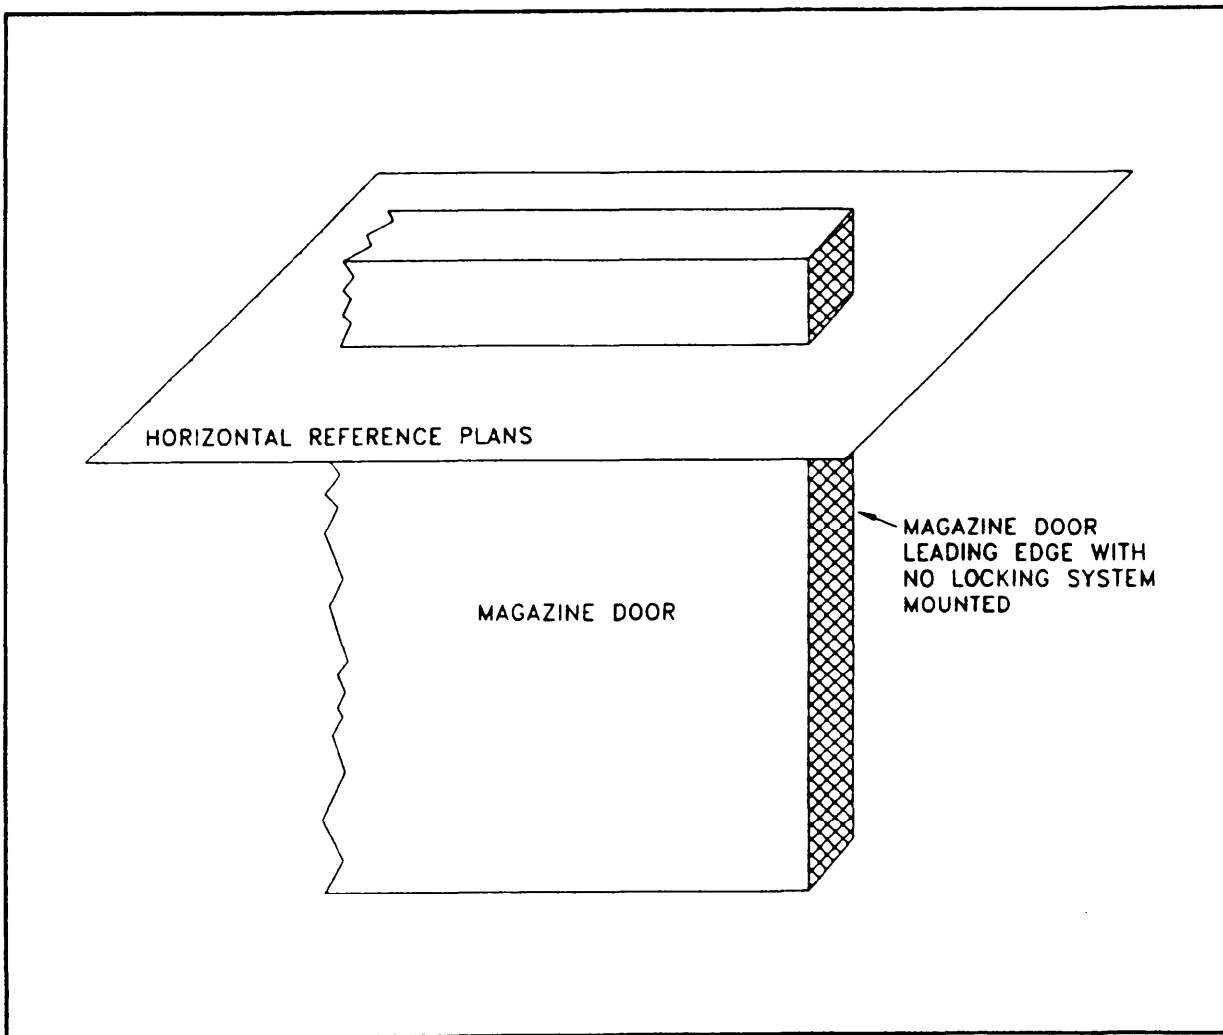 HORIZONTAL REFERENCE PLANS
MAGAZINE DOOR
LEADING EDGE WITH
NO LOCKING SYSTEM
MOUNTED
MAGAZINE DOOR